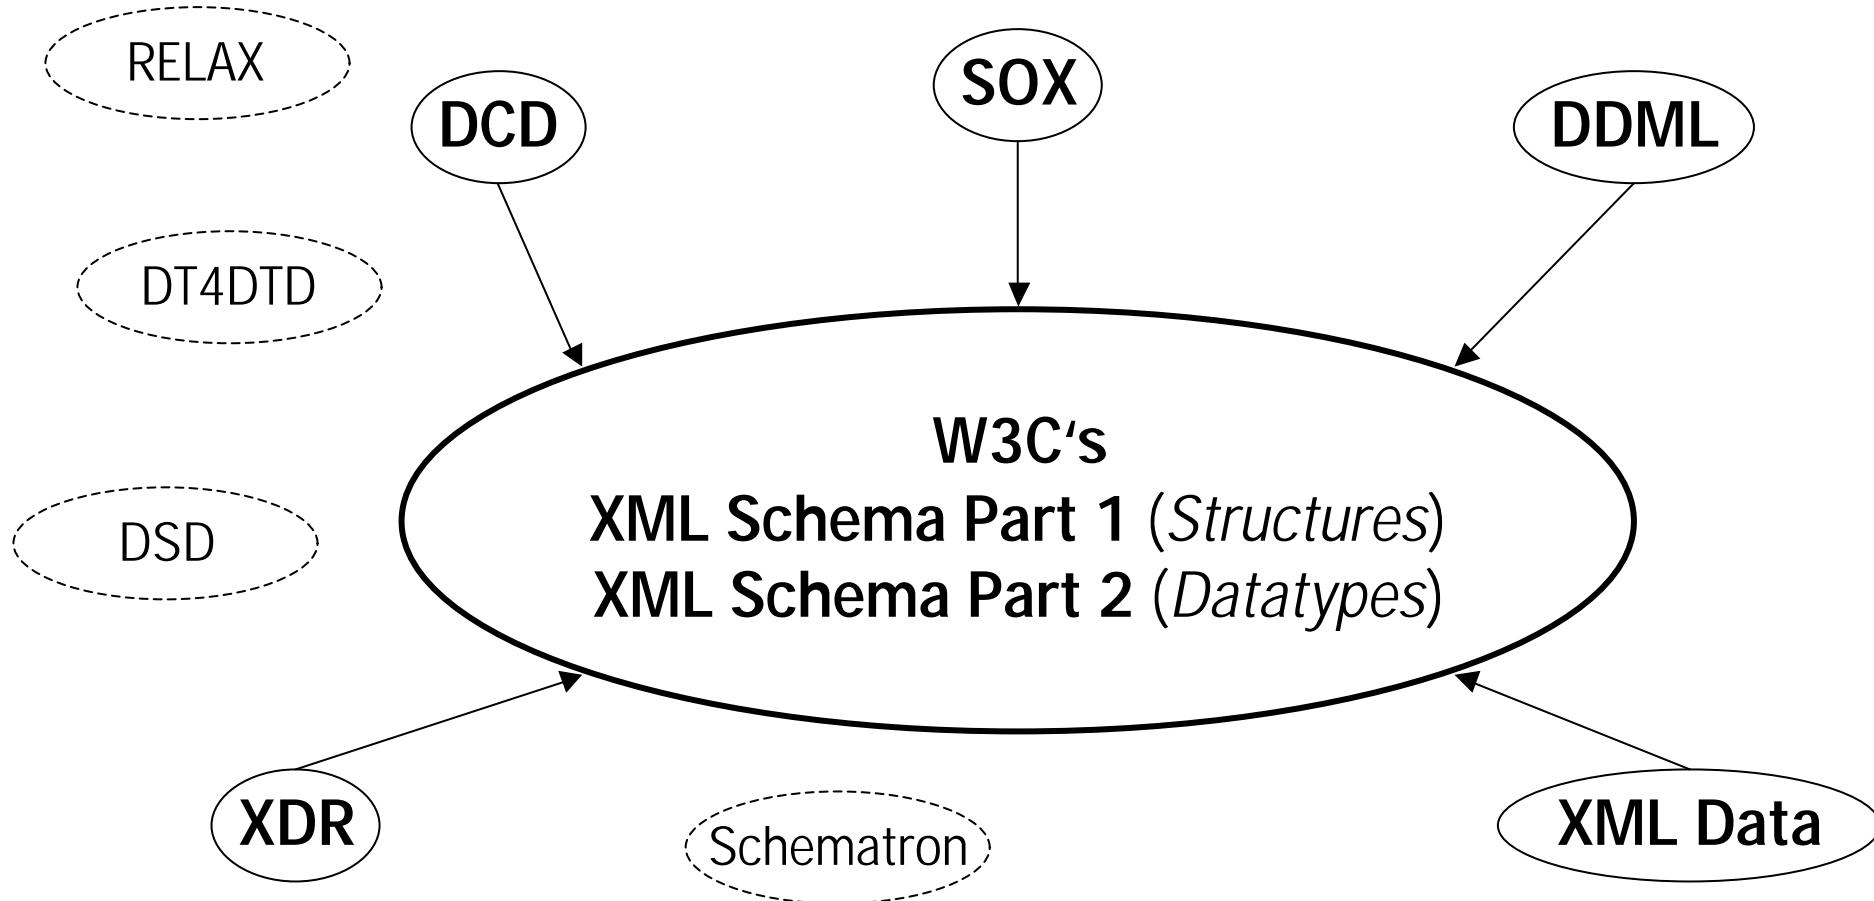 RELAX
DCD
SOX
DDML
DT4DTD
W3C‘s
XML Schema Part 1 (Structures)
XML Schema Part 2 (Datatypes)
DSD
XDR
Schematron
XML Data